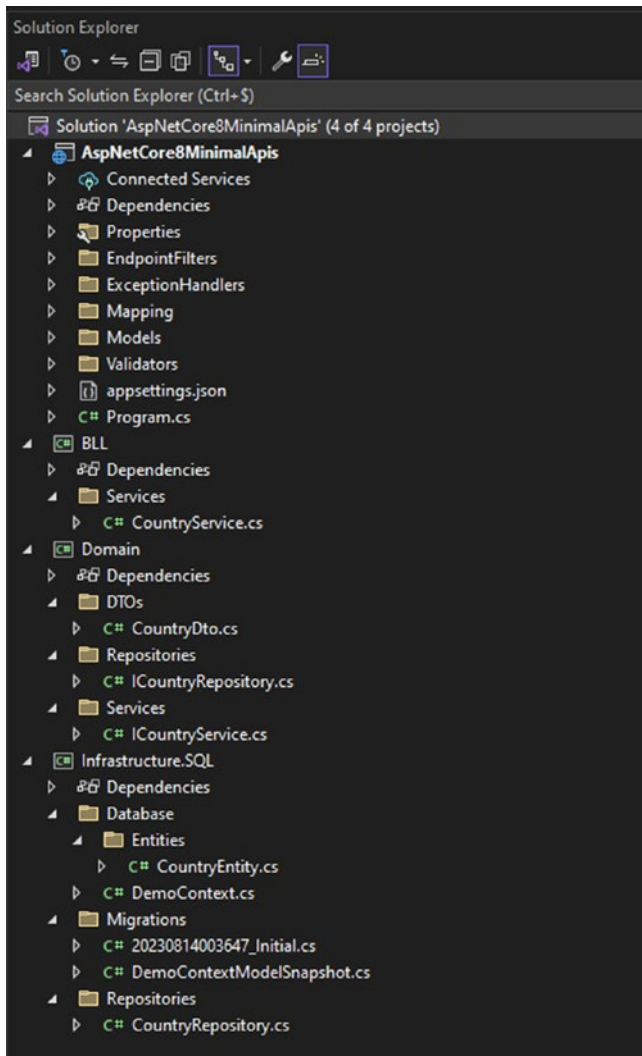 Solution Explorer
Search Solution Explorer (Ctrl+$)
Solution 'AspNetCore8MinimalApis' (4 of 4 projects)
AspNetCore8MinimalApis
Connected Services
Dependencies
Properties
EndpointFilters
ExceptionHandlers
Mapping
Models
Validators
appsettings.json
C# Program.cs
C# BLL
Dependencies
Services
C# CountryService.cs
C# Domain
Dependencies
DTOs
C# CountryDto.cs
Repositories
C# ICountryRepository.cs
Services
C# ICountryService.cs
C# Infrastructure.SQL
Dependencies
Database
Entities
C# CountryEntity.cs
C# DemoContext.cs
Migrations
C# 20230814003647_Initial.cs
C# DemoContextModelSnapshot.cs
Repositories
C# CountryRepository.cs